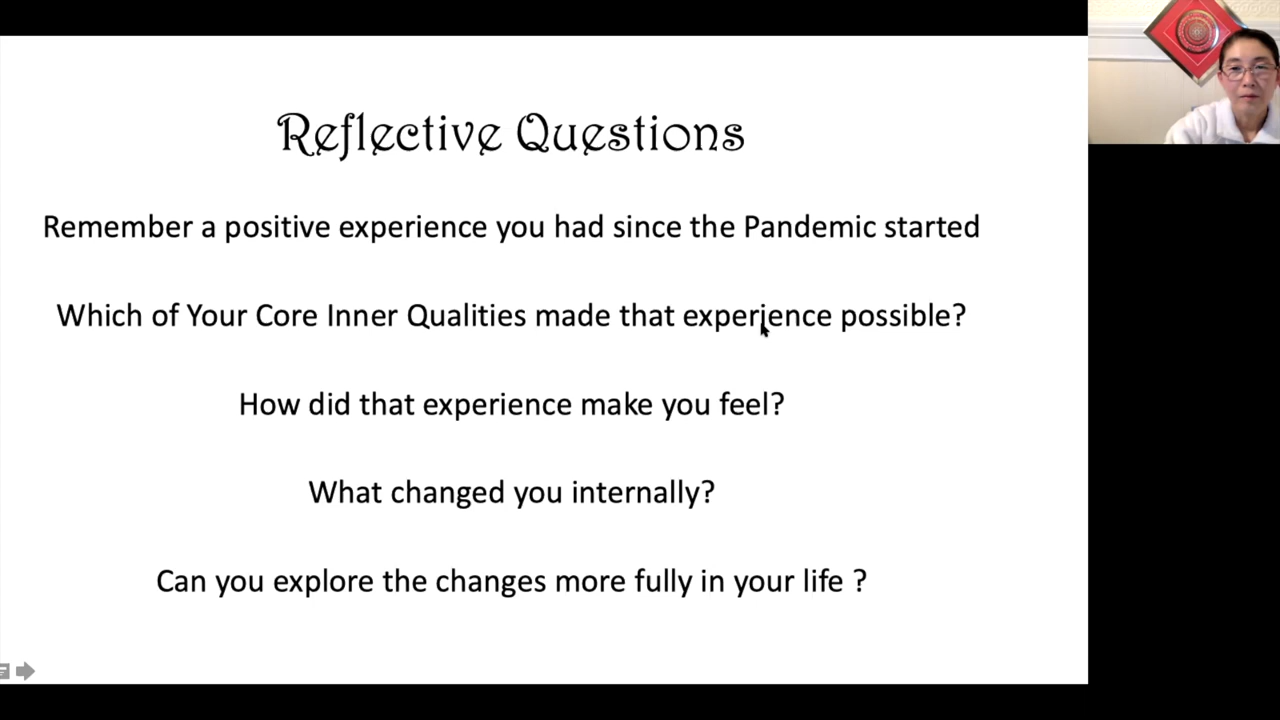 Reflective Questions
Remember a positive experience you had since the Pandemic started
Which of Your Core Inner Qualities made that experience possible?
How did that experience make you feel?
What changed you internally?
Can you explore the changes more fully in your life ?